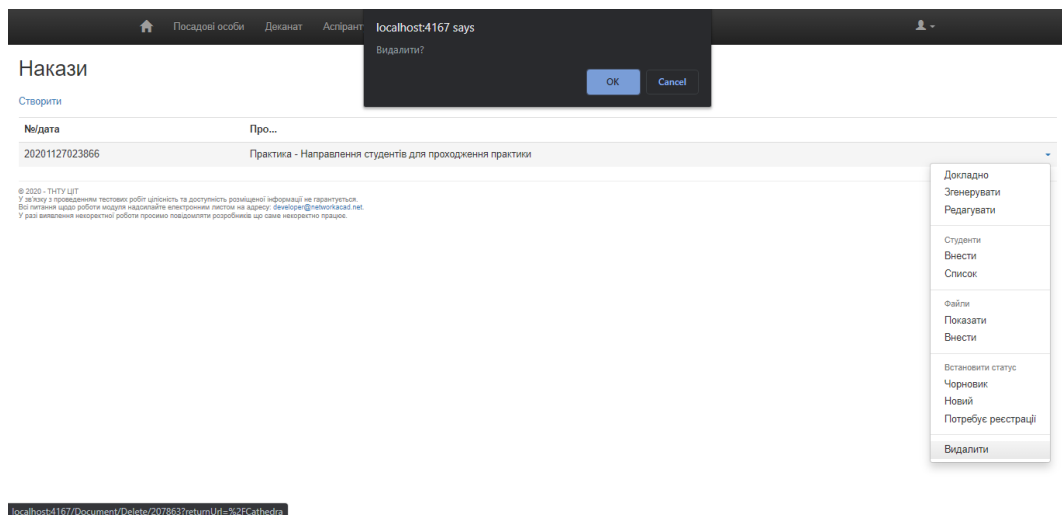 Посадові особи Деканат Аспірант
localhost:4167 says
Видалити?
OK Cancel
Накази
Створити
№/дата Про...
20201127023866 Практика - Направлення студентів для проходження практики
© 2020 - ТНТУ ЦІТ
У зв'язку з проведенням тестових робіт цілісність та доступність розміщеної інформації не гарантується.
Всі питання щодо роботи модуля надсилайте електронним листом на адресу: developer@networkacad.net.
У разі виявлення некоректної роботи просимо повідомляти розробників що саме некоректно працює.
Докладно
Згенерувати
Редагувати
Студенти
Внести
Список
Файли
Показати
Внести
Встановити статус
Чорновик
Новий
Потребує реєстрації
Видалити
localhost:4167/Document/Delete/207863?returnUrl=%2FCathedra